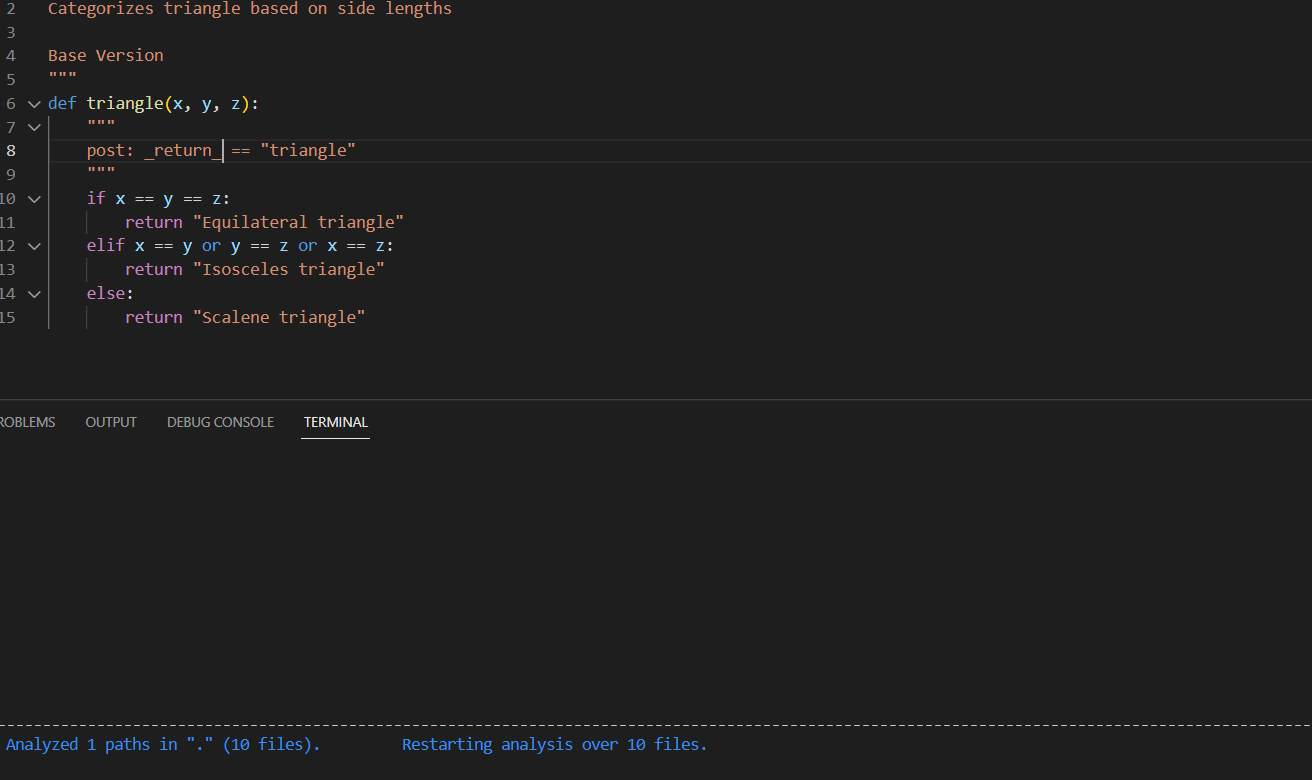 2 Categorizes triangle based on side lengths
3
4 Base Version
5 """
6 def triangle(x, y, z):
7 """
8 post: _return_ == "triangle"
9 """
10 if x == y == z:
11 return "Equilateral triangle"
12 elif x == y or y == z or x == z:
13 return "Isosceles triangle"
14 else:
15 return "Scalene triangle"
ROBLEMS OUTPUT DEBUG CONSOLE TERMINAL
Analyzed 1 paths in "." (10 files). Restarting analysis over 10 files.